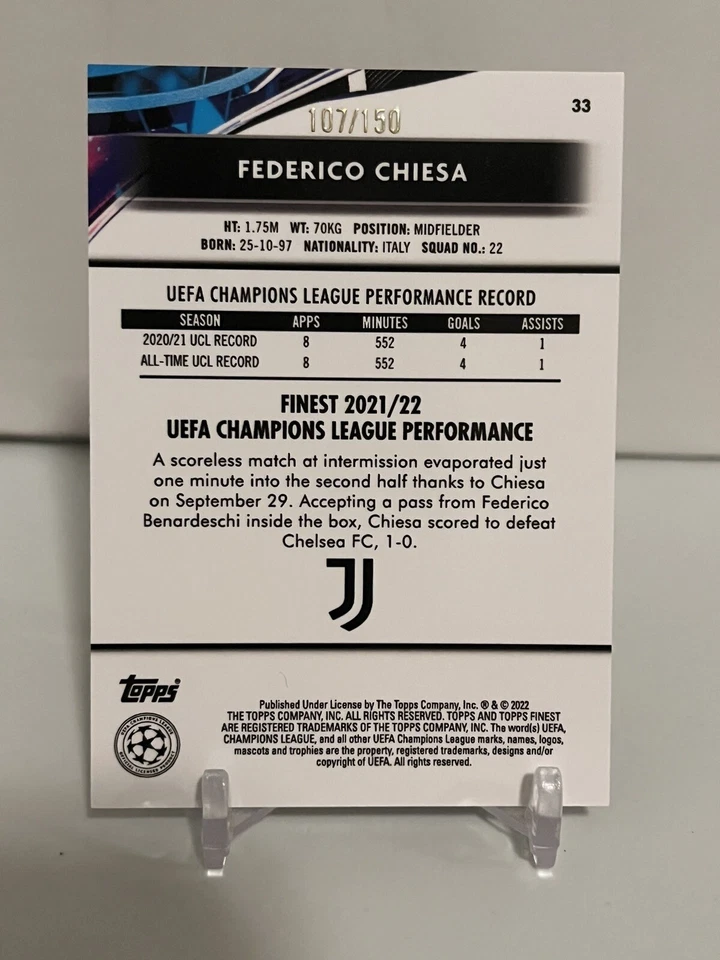 33
107/150
FEDERICO CHIESA
HT: 1.75M WT: 70KG POSITION: MIDFIELDER
BORN: 25-10-97 NATIONALITY: ITALY SQUAD NO.: 22
UEFA CHAMPIONS LEAGUE PERFORMANCE RECORD
SEASON APPS MINUTES GOALS ASSISTS
2020/21 UCL RECORD 8 552 4 1
ALL-TIME UCL RECORD 8 552 4 1
FINEST 2021/22
UEFA CHAMPIONS LEAGUE PERFORMANCE
A scoreless match at intermission evaporated just
one minute into the second half thanks to Chiesa
on September 29. Accepting a pass from Federico
Benardeschi inside the box, Chiesa scored to defeat
Chelsea FC, 1-0.
topps
Published Under License by The Topps Company, Inc. ® & © 2022
THE TOPPS COMPANY, INC. ALL RIGHTS RESERVED. TOPPS AND TOPPS FINEST
ARE REGISTERED TRADEMARKS OF THE TOPPS COMPANY, INC. The word(s) UEFA,
CHAMPIONS LEAGUE, and all other UEFA Champions League marks, names, logos,
mascots and trophies are the property, registered trademarks, designs and/or
copyright of UEFA. All rights reserved.
UEFA CHAMPIONS LEAGUE
OFFICIAL LICENSED PRODUCT